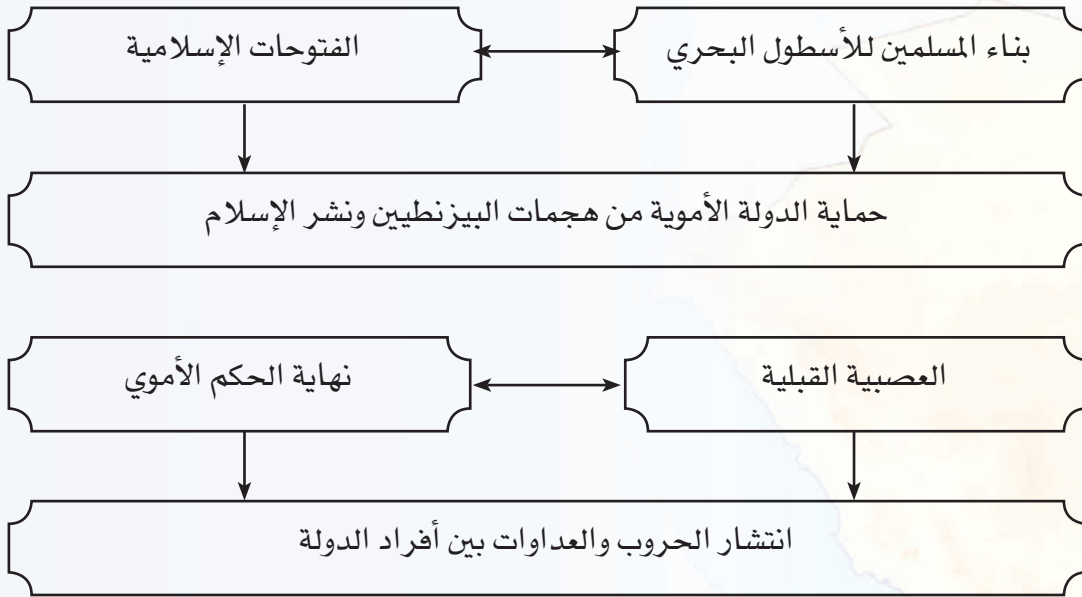 بناء المسلمين للأسطول البحري
الفتوحات الإسلامية
حماية الدولة الأموية من هجمات البيزنطيين ونشر الإسلام
العصبية القبلية
نهاية الحكم الأموي
انتشار الحروب والعداوات بين أفراد الدولة